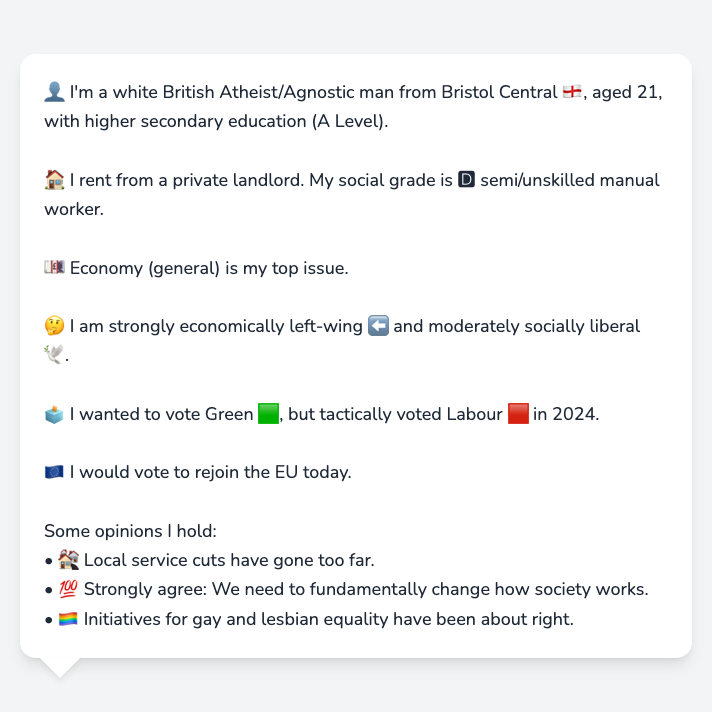 👤 I'm a white British Atheist/Agnostic man from Bristol Central 🏴󠁧󠁢󠁥󠁮󠁧󠁿, aged 21,
with higher secondary education (A Level).
🏠 I rent from a private landlord. My social grade is 🅳 semi/unskilled manual
worker.
💷 Economy (general) is my top issue.
🤔 I am strongly economically left-wing ⬅️ and moderately socially liberal
🕊️.
🗳️ I wanted to vote Green 🟩, but tactically voted Labour 🟥 in 2024.
🇪🇺 I would vote to rejoin the EU today.
Some opinions I hold:
• 🏚️ Local service cuts have gone too far.
• 💯 Strongly agree: We need to fundamentally change how society works.
• 🏳️‍🌈 Initiatives for gay and lesbian equality have been about right.